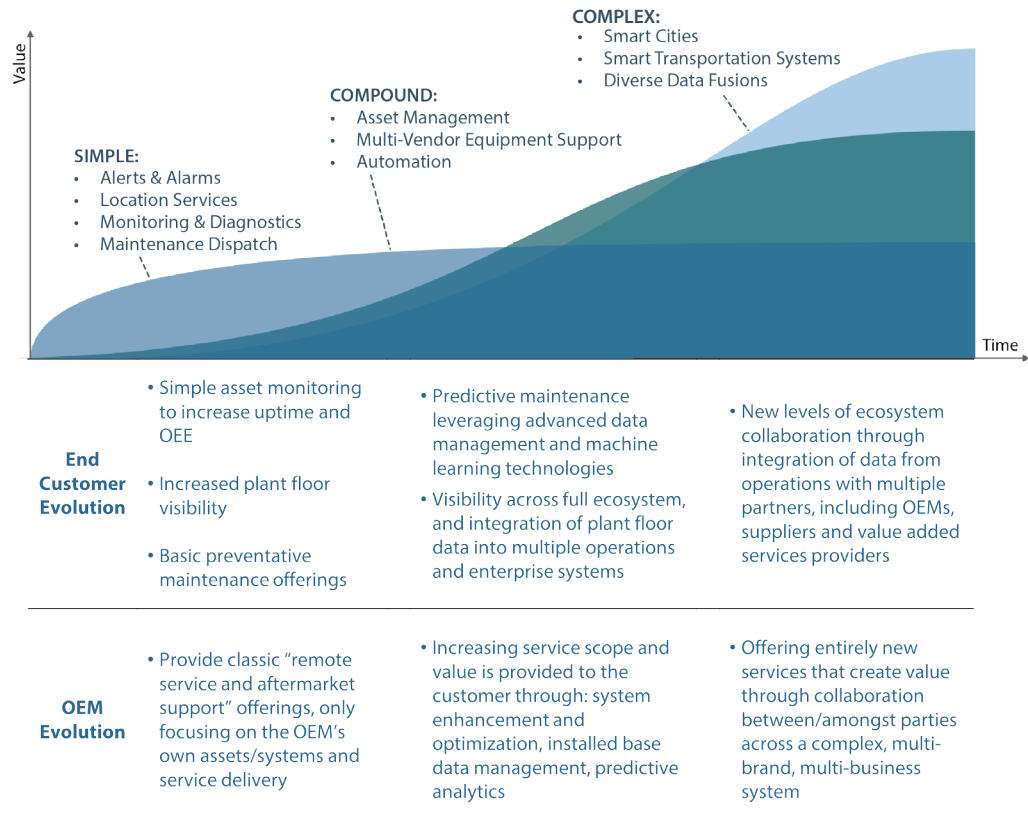 COMPLEX:
• Smart Cities
• Smart Transportation Systems
• Diverse Data Fusions
Value
COMPOUND:
• Asset Management
• Multi-Vendor Equipment Support
• Automation
SIMPLE:
• Alerts & Alarms
• Location Services
• Monitoring & Diagnostics
• Maintenance Dispatch
Time
End
Customer
Evolution
• Simple asset monitoring
to increase uptime and
OEE
• Increased plant floor
visibility
• Basic preventative
maintenance offerings
• Predictive maintenance
leveraging advanced data
management and machine
learning technologies
• Visibility across full ecosystem,
and integration of plant floor
data into multiple operations
and enterprise systems
• New levels of ecosystem
collaboration through
integration of data from
operations with multiple
partners, including OEMs,
suppliers and value added
services providers
OEM
Evolution
• Provide classic “remote
service and aftermarket
support” offerings, only
focusing on the OEM’s
own assets/systems and
service delivery
• Increasing service scope and
value is provided to the
customer through: system
enhancement and
optimization, installed base
data management, predictive
analytics
• Offering entirely new
services that create value
through collaboration
between/amongst parties
across a complex, multi-
brand, multi-business
system